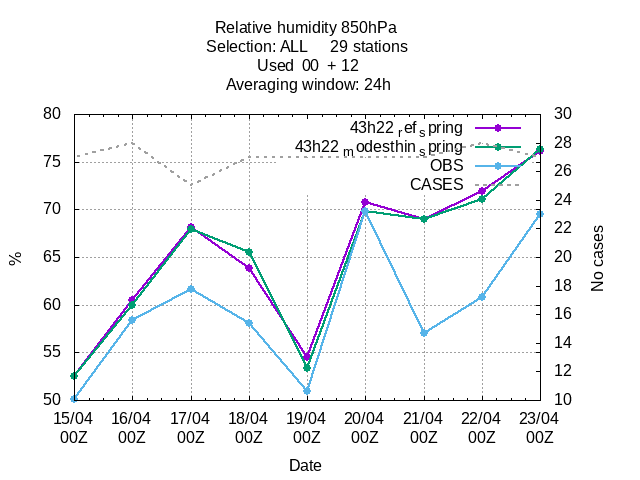 Relative humidity 850hPa
Selection: ALL 29 stations
Used 00 + 12
Averaging window: 24h
80
75
70
65
60
55
50
%
30
28
26
24
22
20
18
16
14
12
10
No cases
43h22 ref spring
43h22 modesthin spring
OBS
CASES
15/04 16/04 17/04 18/04 19/04 20/04 21/04 22/04 23/04
00Z 00Z 00Z 00Z 00Z 00Z 00Z 00Z 00Z
Date